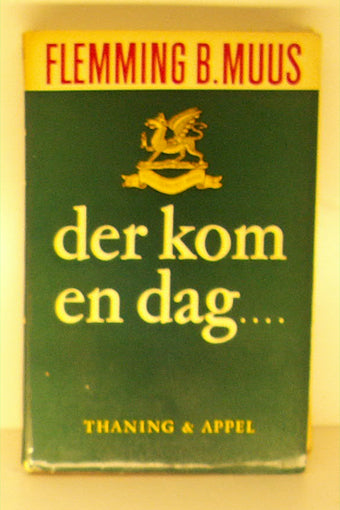 FLEMMING B. MUUS
der kom
en dag....
THANING & APPEL